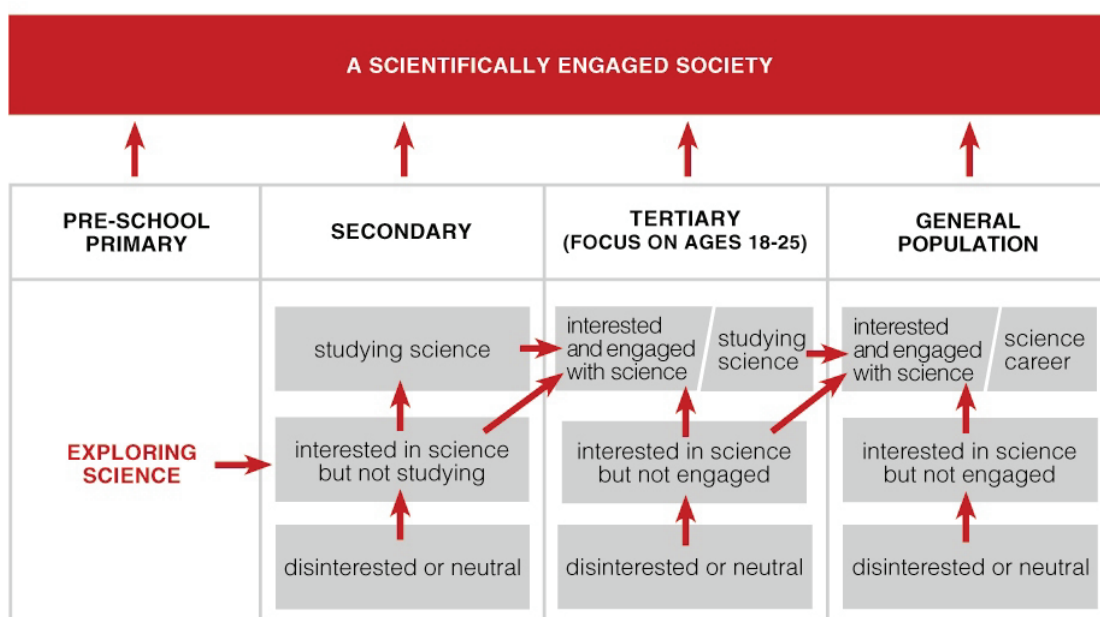 A SCIENTIFICALLY ENGAGED SOCIETY
PRE-SCHOOL
PRIMARY
SECONDARY
TERTIARY
(FOCUS ON AGES 18-25)
GENERAL
POPULATION
EXPLORING
SCIENCE
studying science
interested in science
but not studying
disinterested or neutral
interested
and engaged
with science
studying
science
interested in science
but not engaged
disinterested or neutral
interested
and engaged
with science
science
career
interested in science
but not engaged
disinterested or neutral